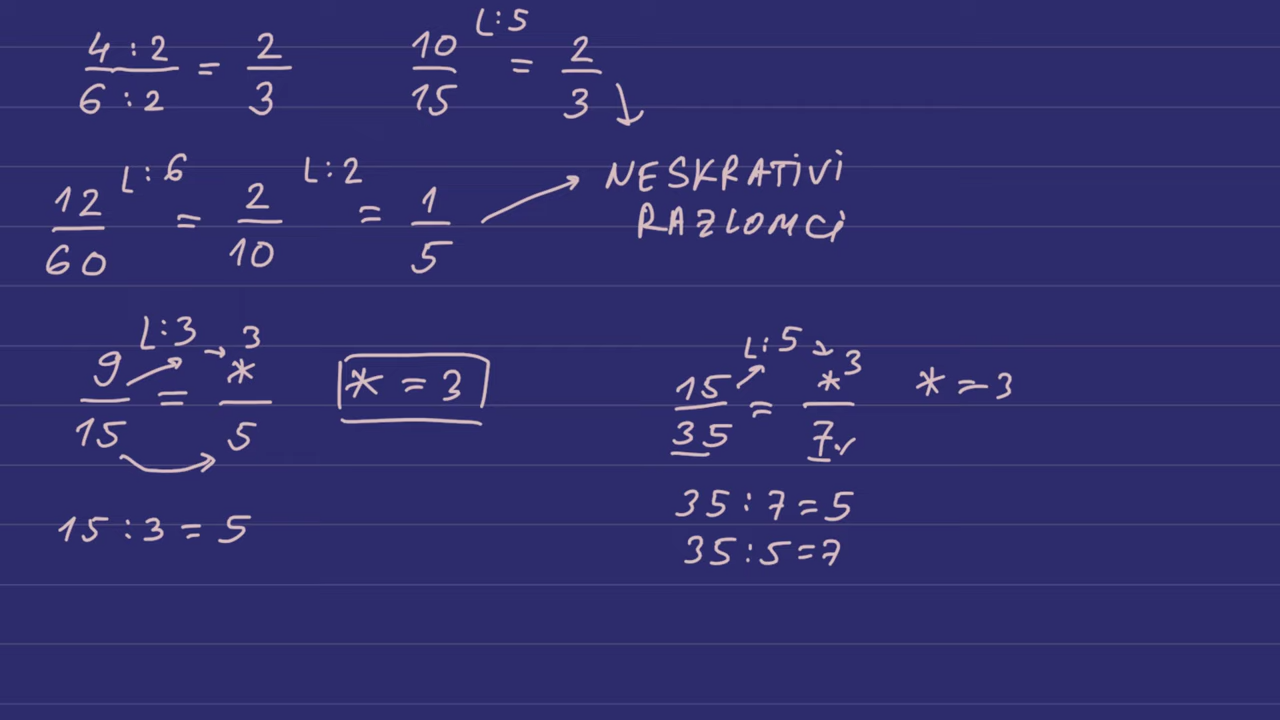 4 : 2 / 6 : 2 = 2 / 3
10 / 15 L:5 = 2 / 3
12 / 60 L:6 = 2 / 10 L:2 = 1 / 5
NESKRATIVI
RAZLOMCI
9 / 15 L:3 = * 3 / 5
* = 3
15 : 3 = 5
15 / 35 L:5 = * 3 / 7
* = 3
35 : 7 = 5
35 : 5 = 7